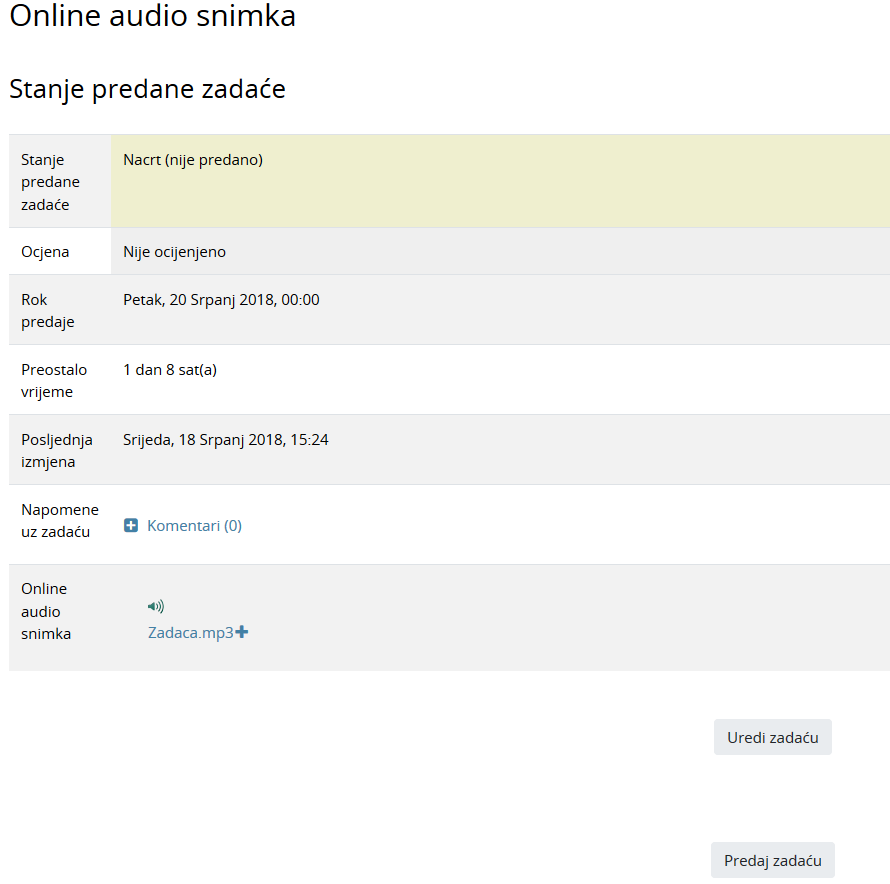 Online audio snimka
Stanje predane zadaće
Stanje
predane
zadaće
Nacrt (nije predano)
Ocjena
Nije ocijenjeno
Rok
predaje
Petak, 20 Srpanj 2018, 00:00
Preostalo
vrijeme
1 dan 8 sat(a)
Posljednja
izmjena
Srijeda, 18 Srpanj 2018, 15:24
Napomene
uz zadaću
Komentari (0)
Online
audio
snimka
Zadaca.mp3
Uredi zadaću
Predaj zadaću